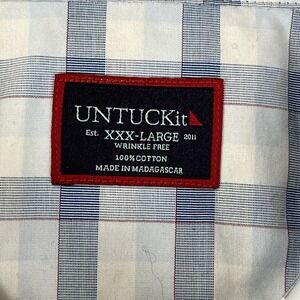 UNTUCKit
Est. XXX-LARGE 2011
WRINKLE FREE
100% COTTON
MADE IN MADAGASCAR